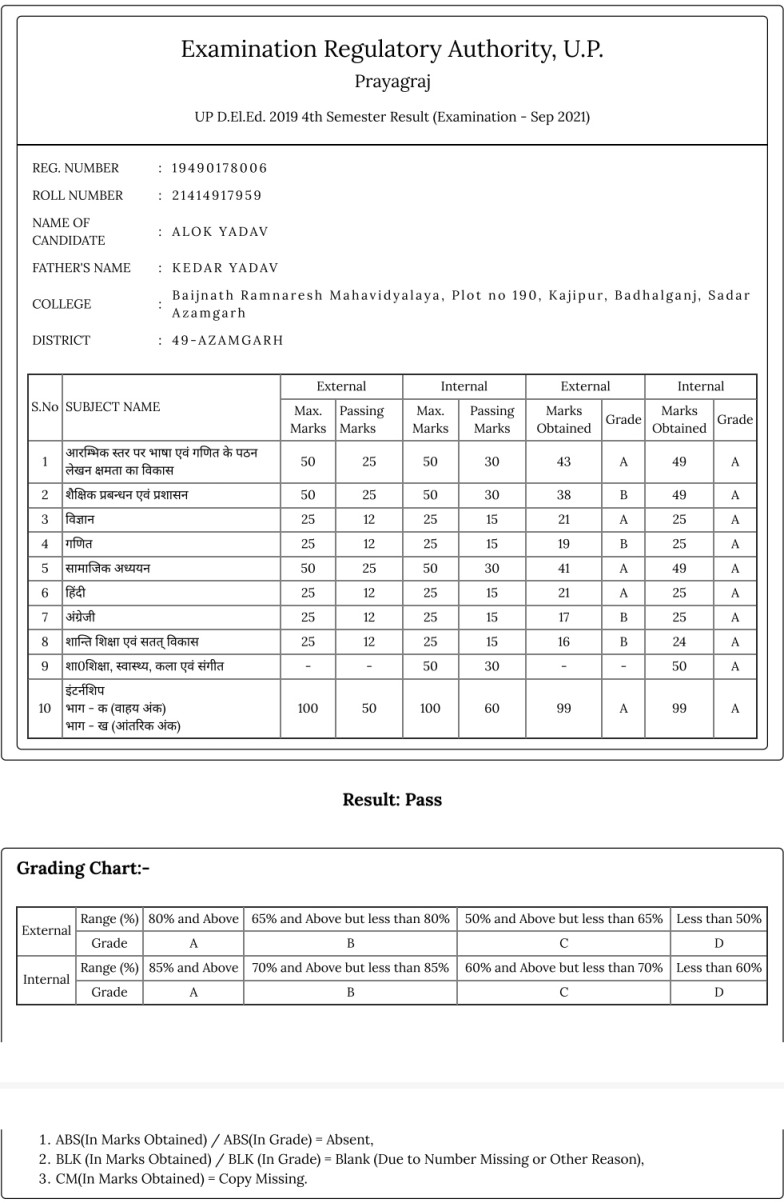 Examination Regulatory Authority, U.P.
Prayagraj
UP D.El.Ed. 2019 4th Semester Result (Examination - Sep 2021)
REG. NUMBER : 19490178006
ROLL NUMBER : 21414917959
NAME OF CANDIDATE : ALOK YADAV
FATHER'S NAME : KEDAR YADAV
COLLEGE : Baijnath Ramnaresh Mahavidyalaya, Plot no 190, Kajipur, Badhalganj, Sadar
Azamgarh
DISTRICT : 49-AZAMGARH
S.No SUBJECT NAME External Internal External Internal
Max. Marks Passing Marks Max. Marks Passing Marks Marks Obtained Grade Marks Obtained Grade
1 आरम्भिक स्तर पर भाषा एवं गणित के पठन
लेखन क्षमता का विकास 50 25 50 30 43 A 49 A
2 शैक्षिक प्रबन्धन एवं प्रशासन 50 25 50 30 38 B 49 A
3 विज्ञान 25 12 25 15 21 A 25 A
4 गणित 25 12 25 15 19 B 25 A
5 सामाजिक अध्ययन 50 25 50 30 41 A 49 A
6 हिंदी 25 12 25 15 21 A 25 A
7 अंग्रेजी 25 12 25 15 17 B 25 A
8 शान्ति शिक्षा एवं सतत् विकास 25 12 25 15 16 B 24 A
9 शा0शिक्षा, स्वास्थ्य, कला एवं संगीत - - 50 30 - - 50 A
इंटर्नशिप
10 भाग - क (वाहय अंक) 100 50 100 60 99 A 99 A
भाग - ख (आंतरिक अंक)
Result: Pass
Grading Chart:-
External Range (%) 80% and Above 65% and Above but less than 80% 50% and Above but less than 65% Less than 50%
Grade A B C D
Internal Range (%) 85% and Above 70% and Above but less than 85% 60% and Above but less than 70% Less than 60%
Grade A B C D
1. ABS(In Marks Obtained) / ABS(In Grade) = Absent,
2. BLK (In Marks Obtained) / BLK (In Grade) = Blank (Due to Number Missing or Other Reason),
3. CM(In Marks Obtained) = Copy Missing.